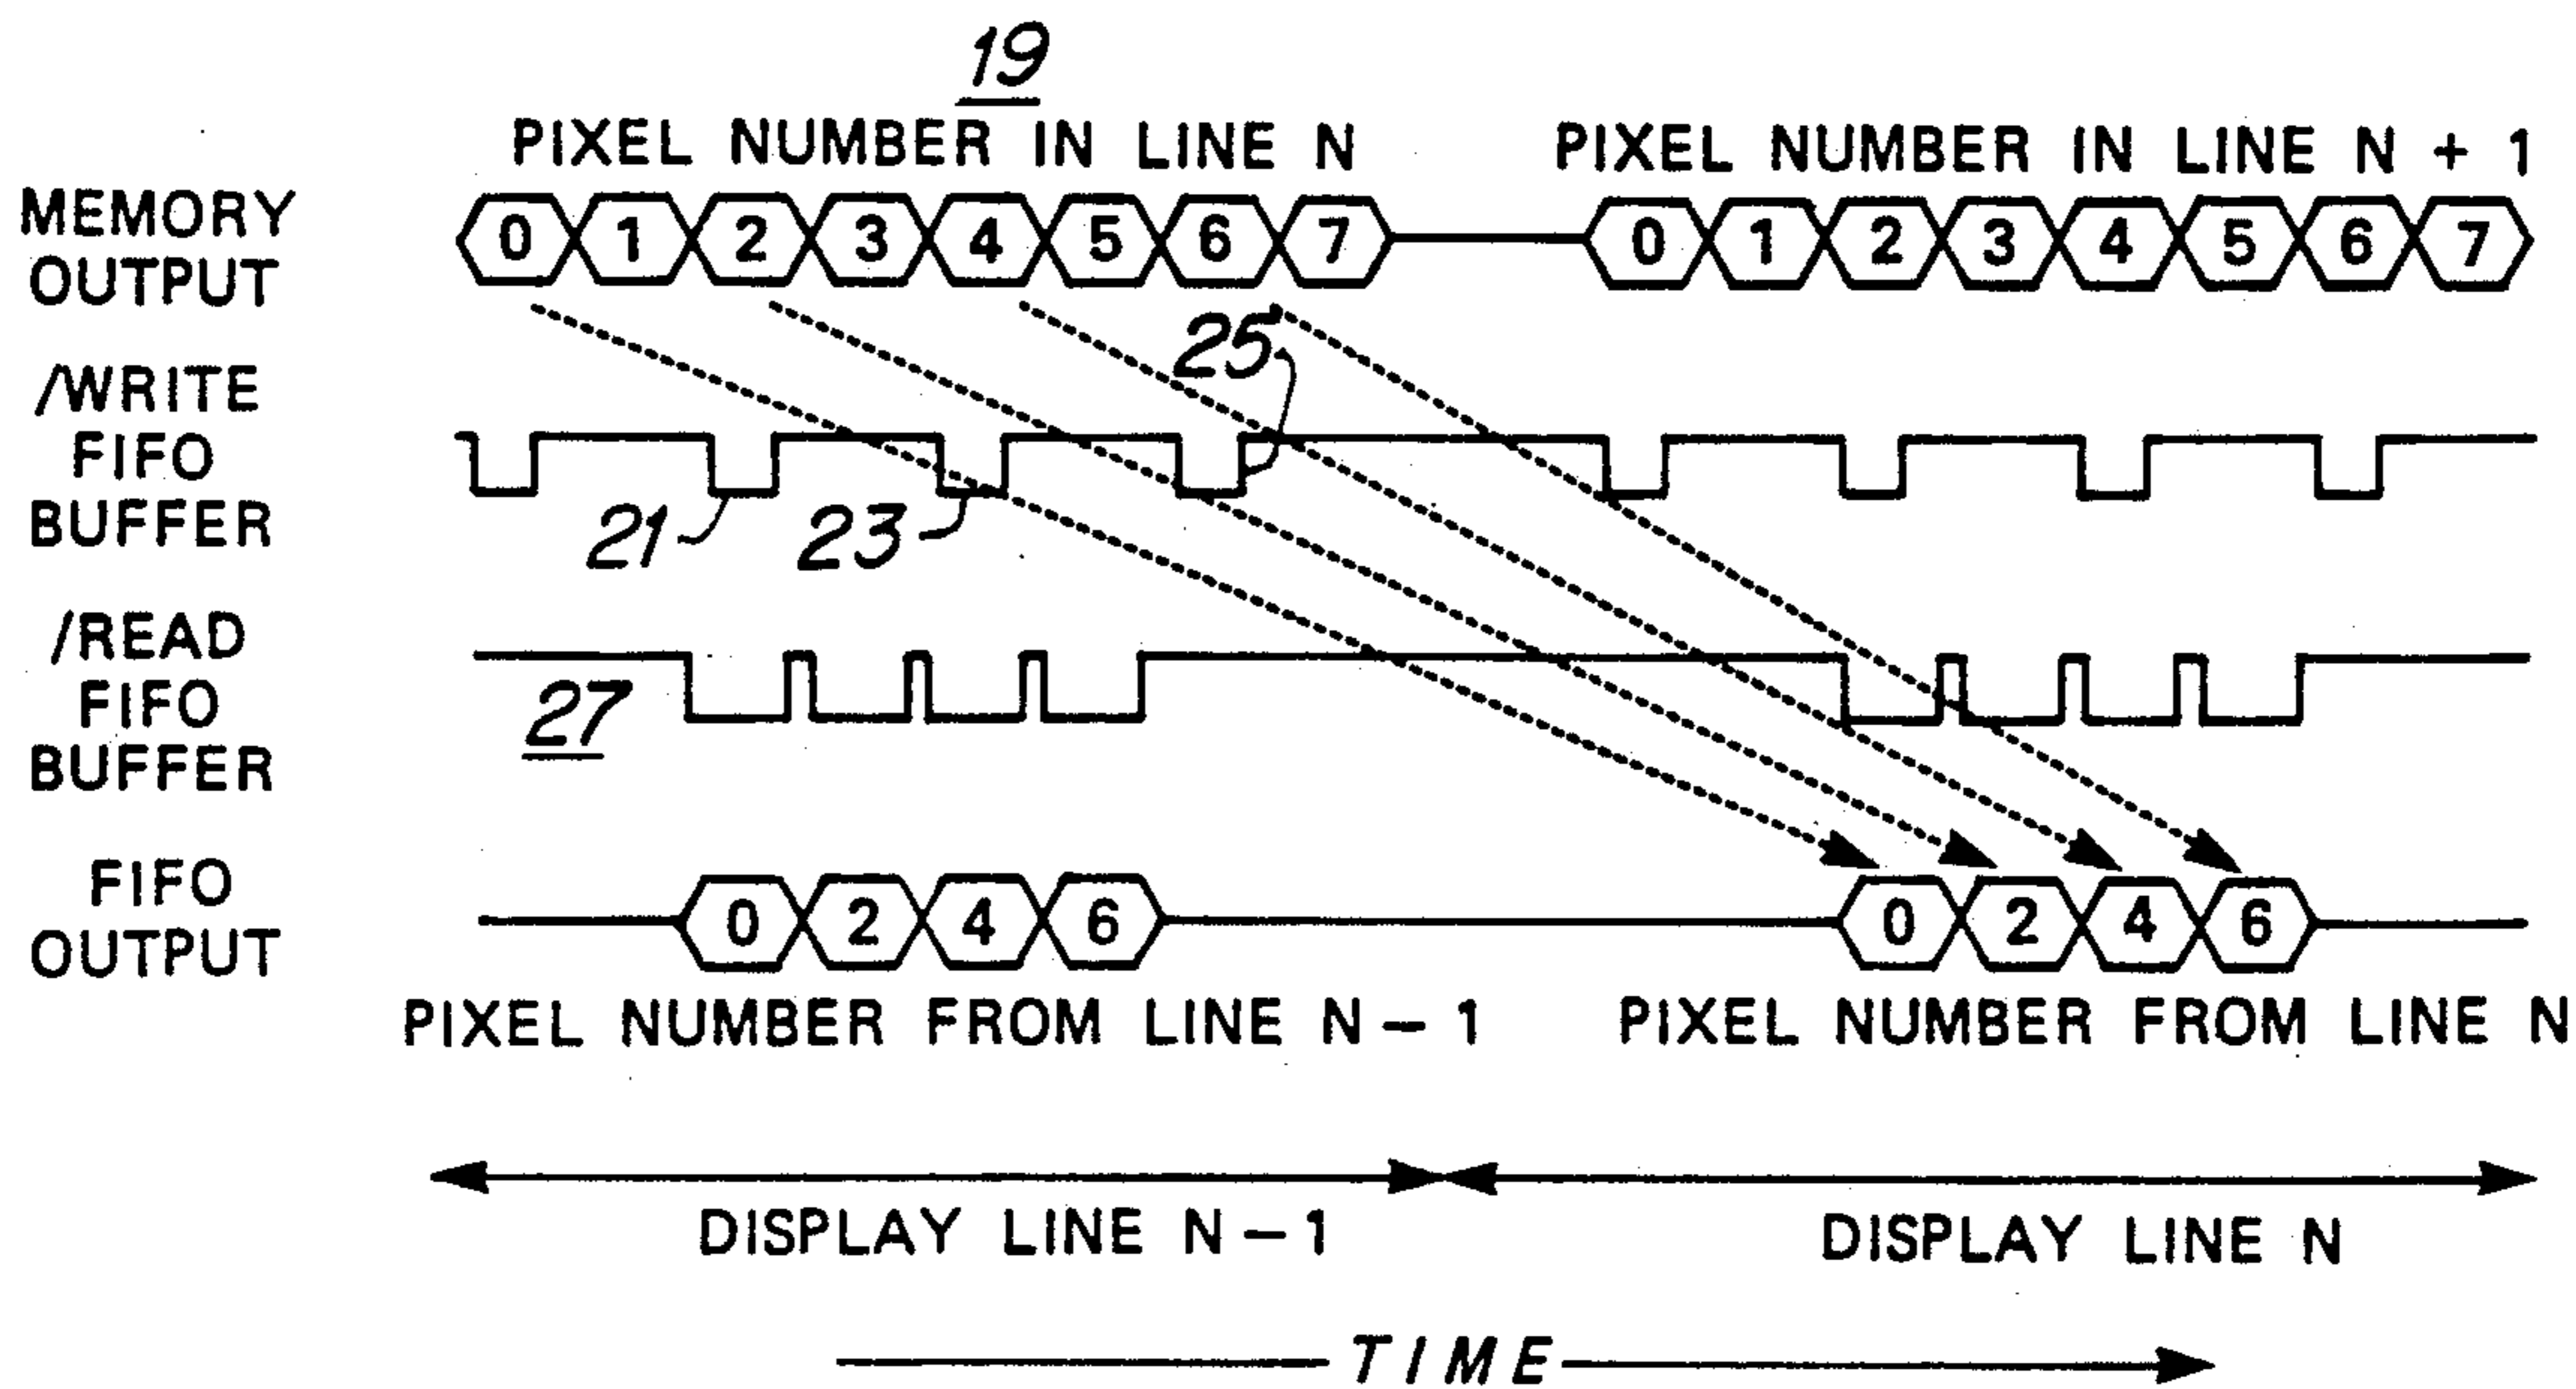 19
PIXEL NUMBER IN LINE N
PIXEL NUMBER IN LINE N + 1
MEMORY
OUTPUT
0 1 2 3 4 5 6 7
0 1 2 3 4 5 6 7
/WRITE
FIFO
BUFFER
21
23
25
/READ
FIFO
BUFFER
27
FIFO
OUTPUT
0 2 4 6
0 2 4 6
PIXEL NUMBER FROM LINE N – 1
PIXEL NUMBER FROM LINE N
DISPLAY LINE N – 1
DISPLAY LINE N
TIME